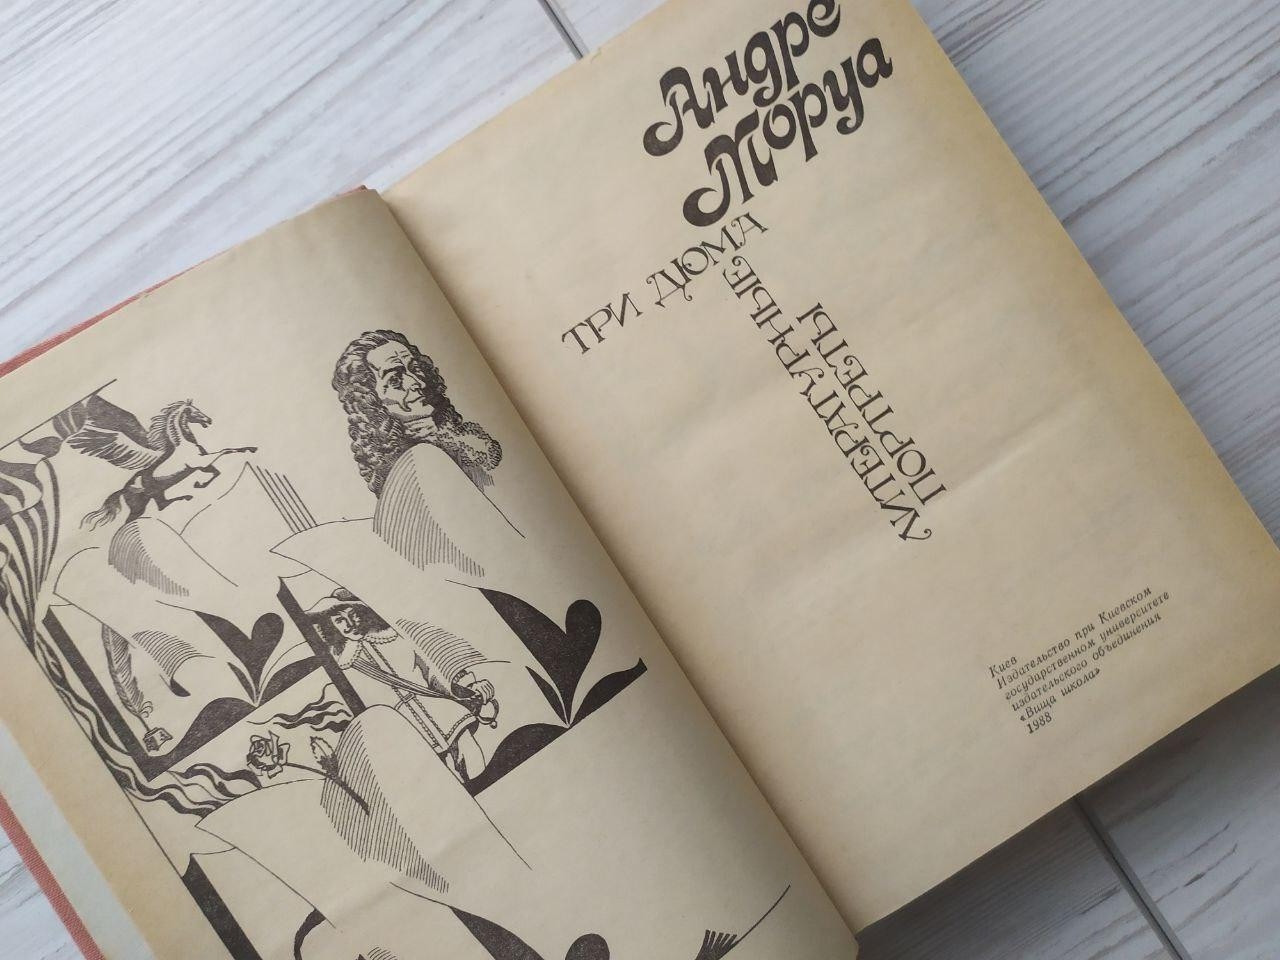 Андре
Моруа
ТРИ ДЮМА
ЛИТЕРАТУРНЫЕ
ПОРТРЕТЫ
Киев
Издательство при Киевском
государственном университете
издательского объединения
«Вища школа»
1988